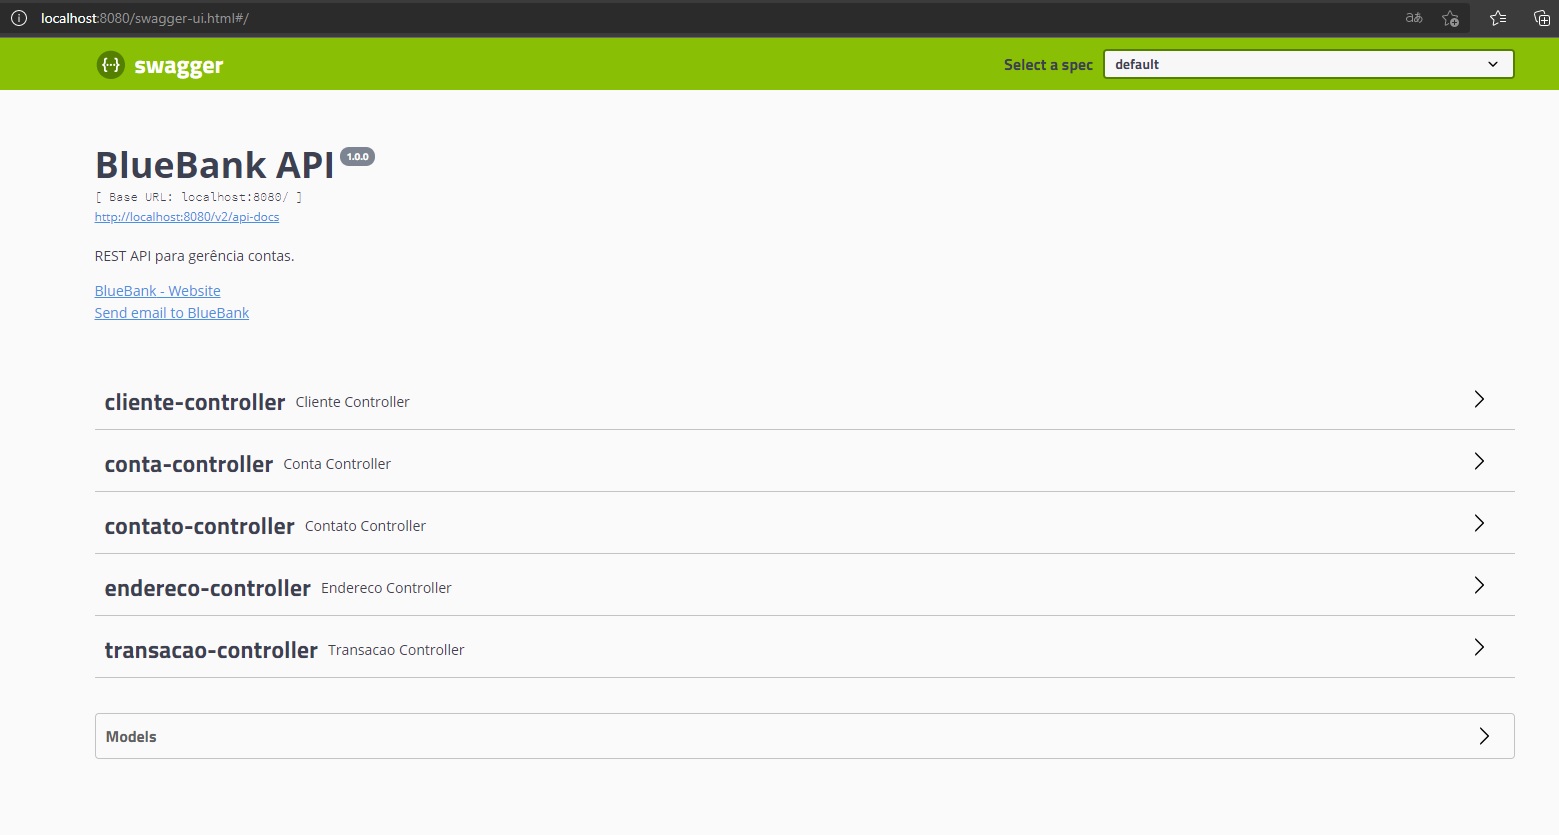 localhost:8080/swagger-ui.html#/
aあ
{···} swagger
Select a spec default
BlueBank API 1.0.0
[ Base URL: localhost:8080/ ]
http://localhost:8080/v2/api-docs
REST API para gerência contas.
BlueBank - Website
Send email to BlueBank
cliente-controller Cliente Controller
conta-controller Conta Controller
contato-controller Contato Controller
endereco-controller Endereco Controller
transacao-controller Transacao Controller
Models